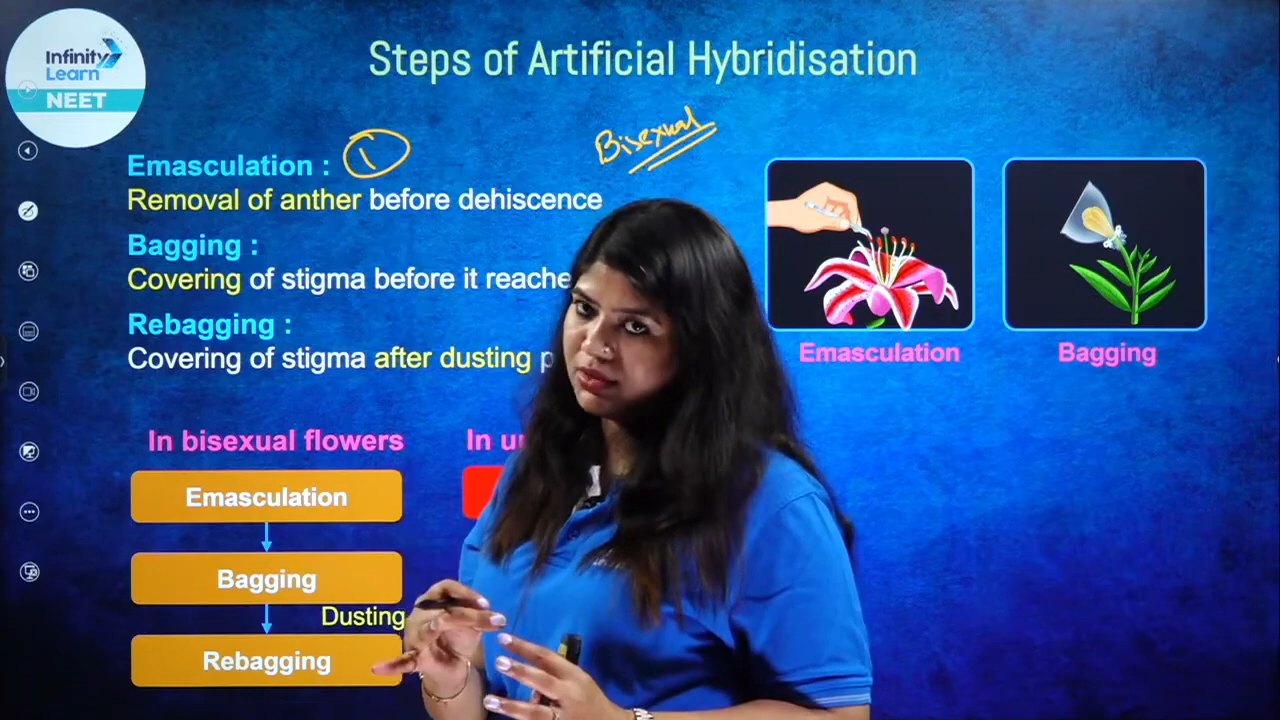 Infinity
Learn
NEET
Steps of Artificial Hybridisation
Bisexual
Emasculation : 1
Removal of anther before dehiscence
Bagging :
Covering of stigma before it reache
Rebagging :
Covering of stigma after dusting p
Emasculation
Bagging
In bisexual flowers
In u
Emasculation
Bagging
Dusting
Rebagging